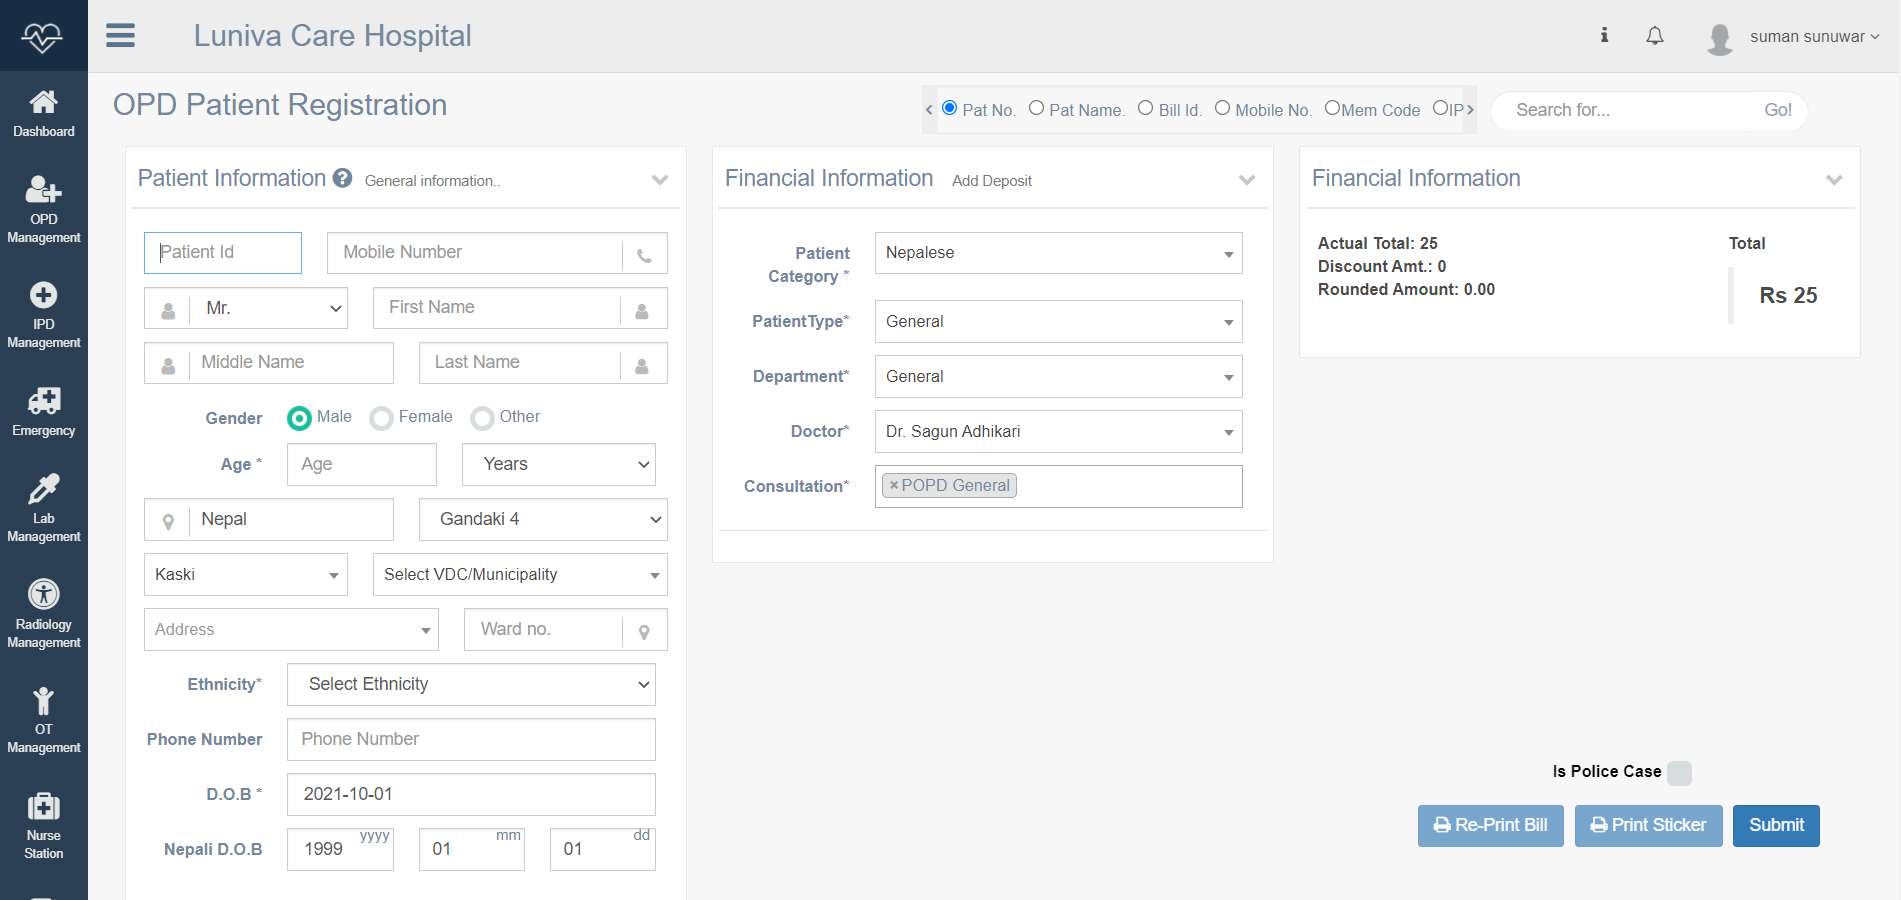 Luniva Care Hospital
suman sunuwar
OPD Patient Registration
Pat No. Pat Name. Bill Id. Mobile No. Mem Code IP
Search for... Go!
Dashboard
OPD
Management
IPD
Management
Emergency
Lab
Management
Radiology
Management
OT
Management
Nurse
Station
Patient Information ? General information..
Patient Id Mobile Number
Mr. First Name
Middle Name Last Name
Gender Male Female Other
Age * Age Years
Nepal Gandaki 4
Kaski Select VDC/Municipality
Address Ward no.
Ethnicity* Select Ethnicity
Phone Number Phone Number
D.O.B * 2021-10-01
Nepali D.O.B 1999 yyyy 01 mm 01 dd
Financial Information Add Deposit
Patient
Category * Nepalese
PatientType* General
Department* General
Doctor* Dr. Sagun Adhikari
Consultation* ×POPD General
Financial Information
Actual Total: 25
Discount Amt.: 0
Rounded Amount: 0.00
Total
Rs 25
Is Police Case
Re-Print Bill Print Sticker Submit